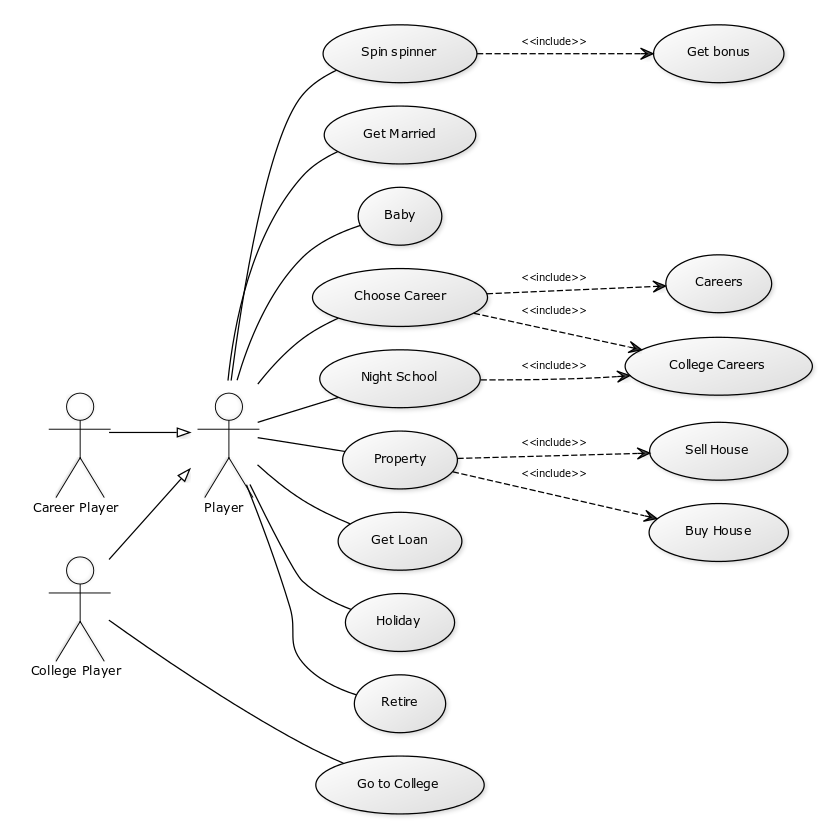 Spin spinner
<<include>>
Get bonus
Get Married
Baby
Choose Career
<<include>>
Careers
<<include>>
College Careers
Night School
<<include>>
Property
<<include>>
Sell House
<<include>>
Buy House
Career Player
Player
Get Loan
Holiday
College Player
Retire
Go to College